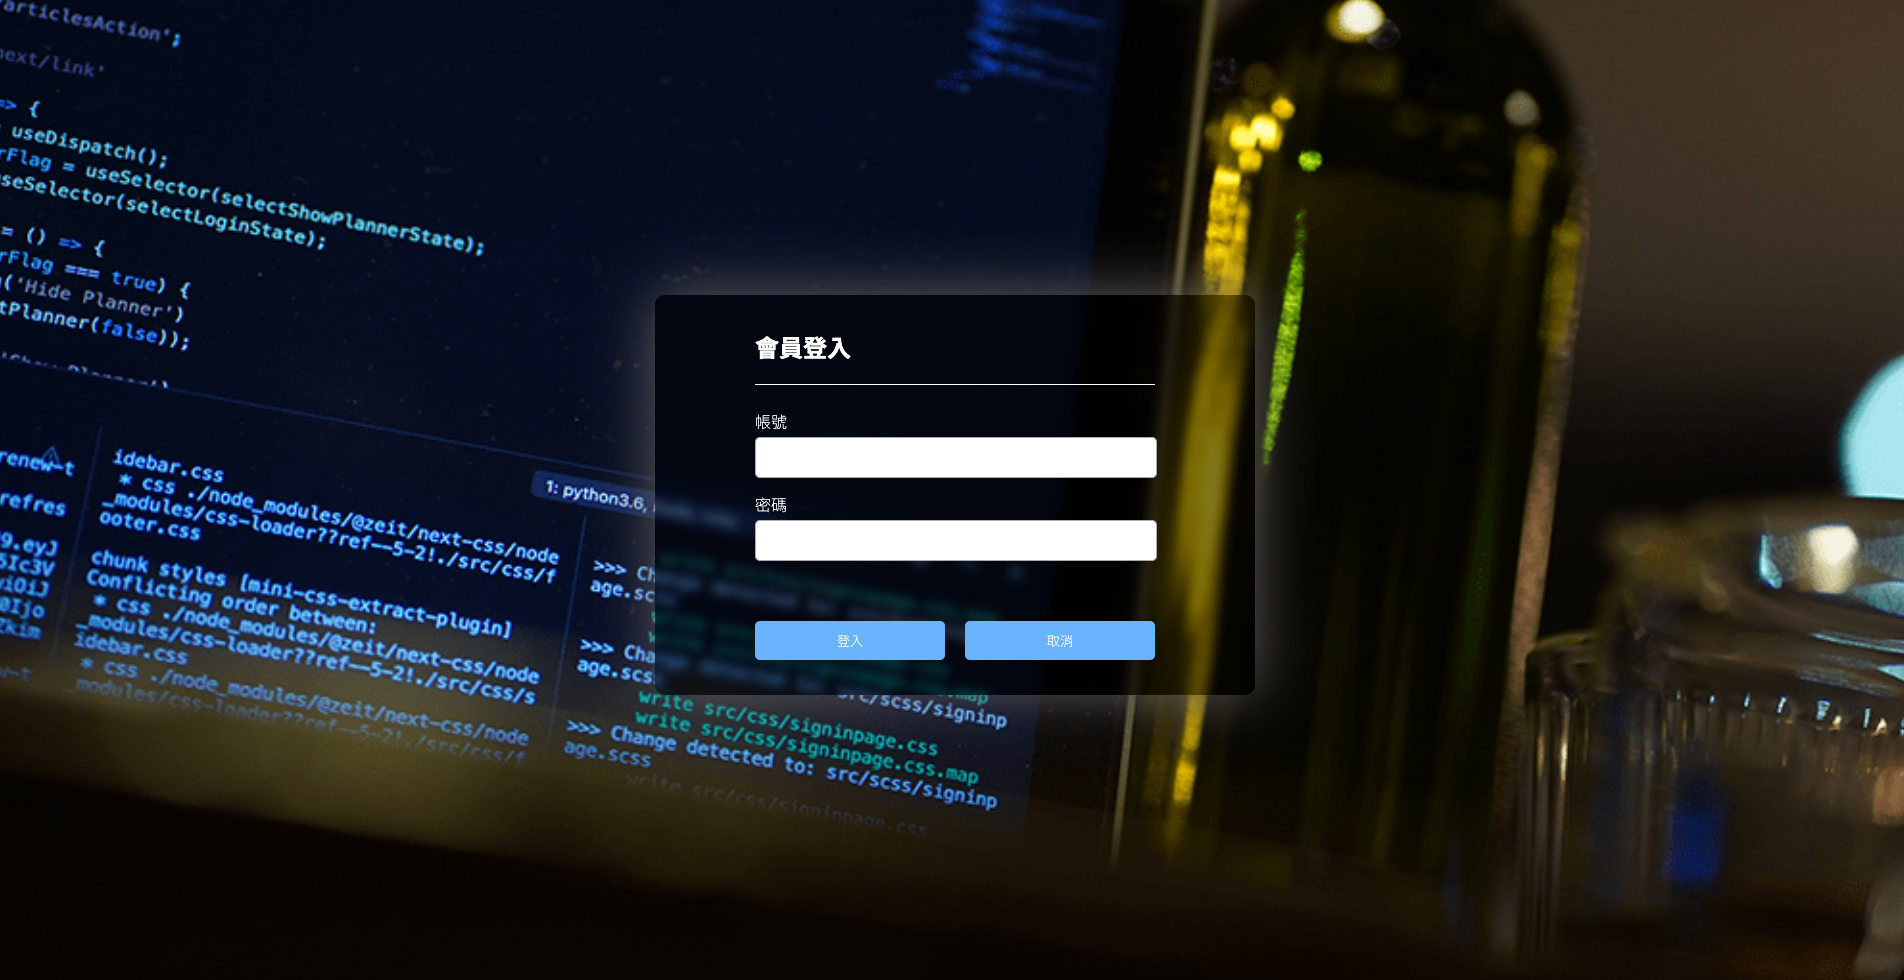 articlesAction';
next/link'
=> {
useDispatch();
rFlag = useSelector(selectShowPlannerState);
useSelector(selectLoginState);
= () => {
rFlag === true) {
('Hide Planner')
tPlanner(false));
會員登入
帳號
密碼
登入
取消
renew-t
refres
9.eyJ
5Ic3V
wiOiJ
0Ijo
idebar.css
* css ./node_modules/@zeit/next-css/node
_modules/css-loader??ref--5-2!./src/css/f
ooter.css
Chunk styles [mini-css-extract-plugin]
Conflicting order between:
* css ./node_modules/@zeit/next-css/node
_modules/css-loader??ref--5-2!./src/css/s
idebar.css
* css ./node_modules/@zeit/next-css/node
_modules/css-loader??ref--5-2!./src/css/f
1: python3.6,
>>> Ch
age.sc
>>> Cha
age.scs
src/scss/signinp
write src/css/signinpage.css
write src/css/signinpage.css.map
>>> Change detected to: src/scss/signinp
age.scss
write src/css/signinpage.css